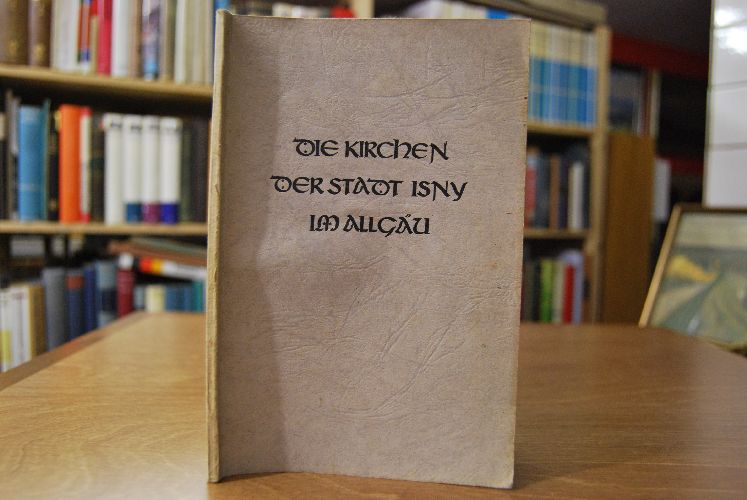 DIE KIRCHEN
DER STADT ISNY
IM ALLGÄU